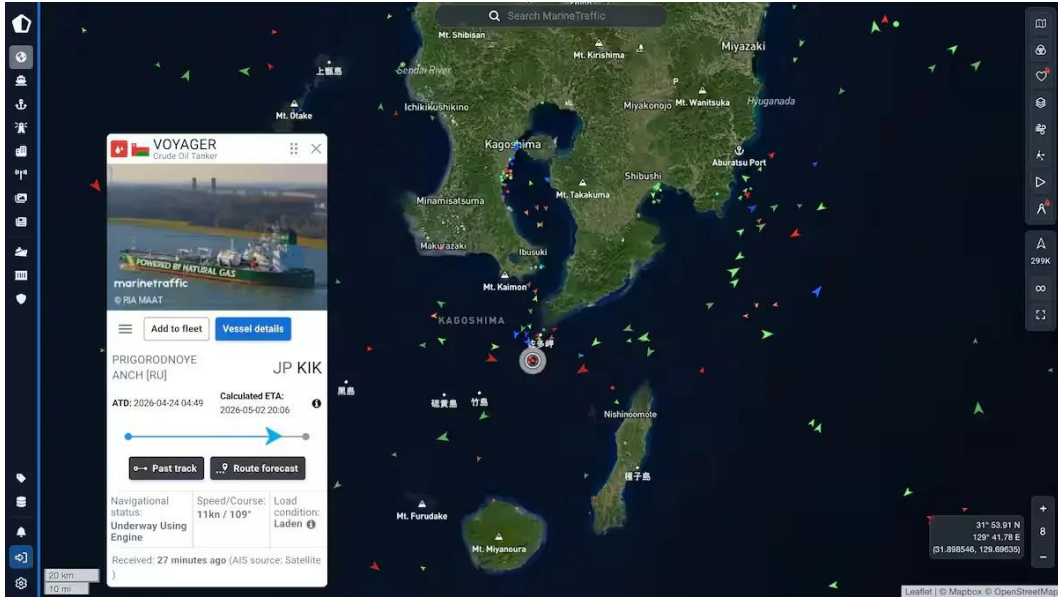 Search MarineTraffic
Mt. Shibisan
Mt. Kirishima
Miyazaki
上甑島
Sendai River
P
Ichikikushikino
Miyakonojo
Mt. Wanitsuka
Hyuganada
Mt. Otake
Kagoshima
Aburatsu Port
Shibushi
Mt. Takakuma
Minamisatsuma
Makurazaki
Ibusuki
Mt. Kaimon
KAGOSHIMA
佐多岬
黒島
硫黄島
竹島
Nishinoomote
種子島
Mt. Furudake
Mt. Miyanoura
VOYAGER
Crude Oil Tanker
POWERED BY NATURAL GAS
marinetraffic
© RIA MAAT
Add to fleet
Vessel details
PRIGORODNOYE
ANCH [RU]
JP KIK
ATD: 2026-04-24 04:49
Calculated ETA:
2026-05-02 20:06
Past track
Route forecast
Navigational
status:
Underway Using
Engine
Speed/Course:
11kn / 109°
Load
condition:
Laden
Received: 27 minutes ago (AIS source: Satellite
)
20 km
10 mi
299K
+
8
−
31° 53.91 N
129° 41.78 E
(31.898546, 129.69635)
Leaflet | © Mapbox © OpenStreetMap